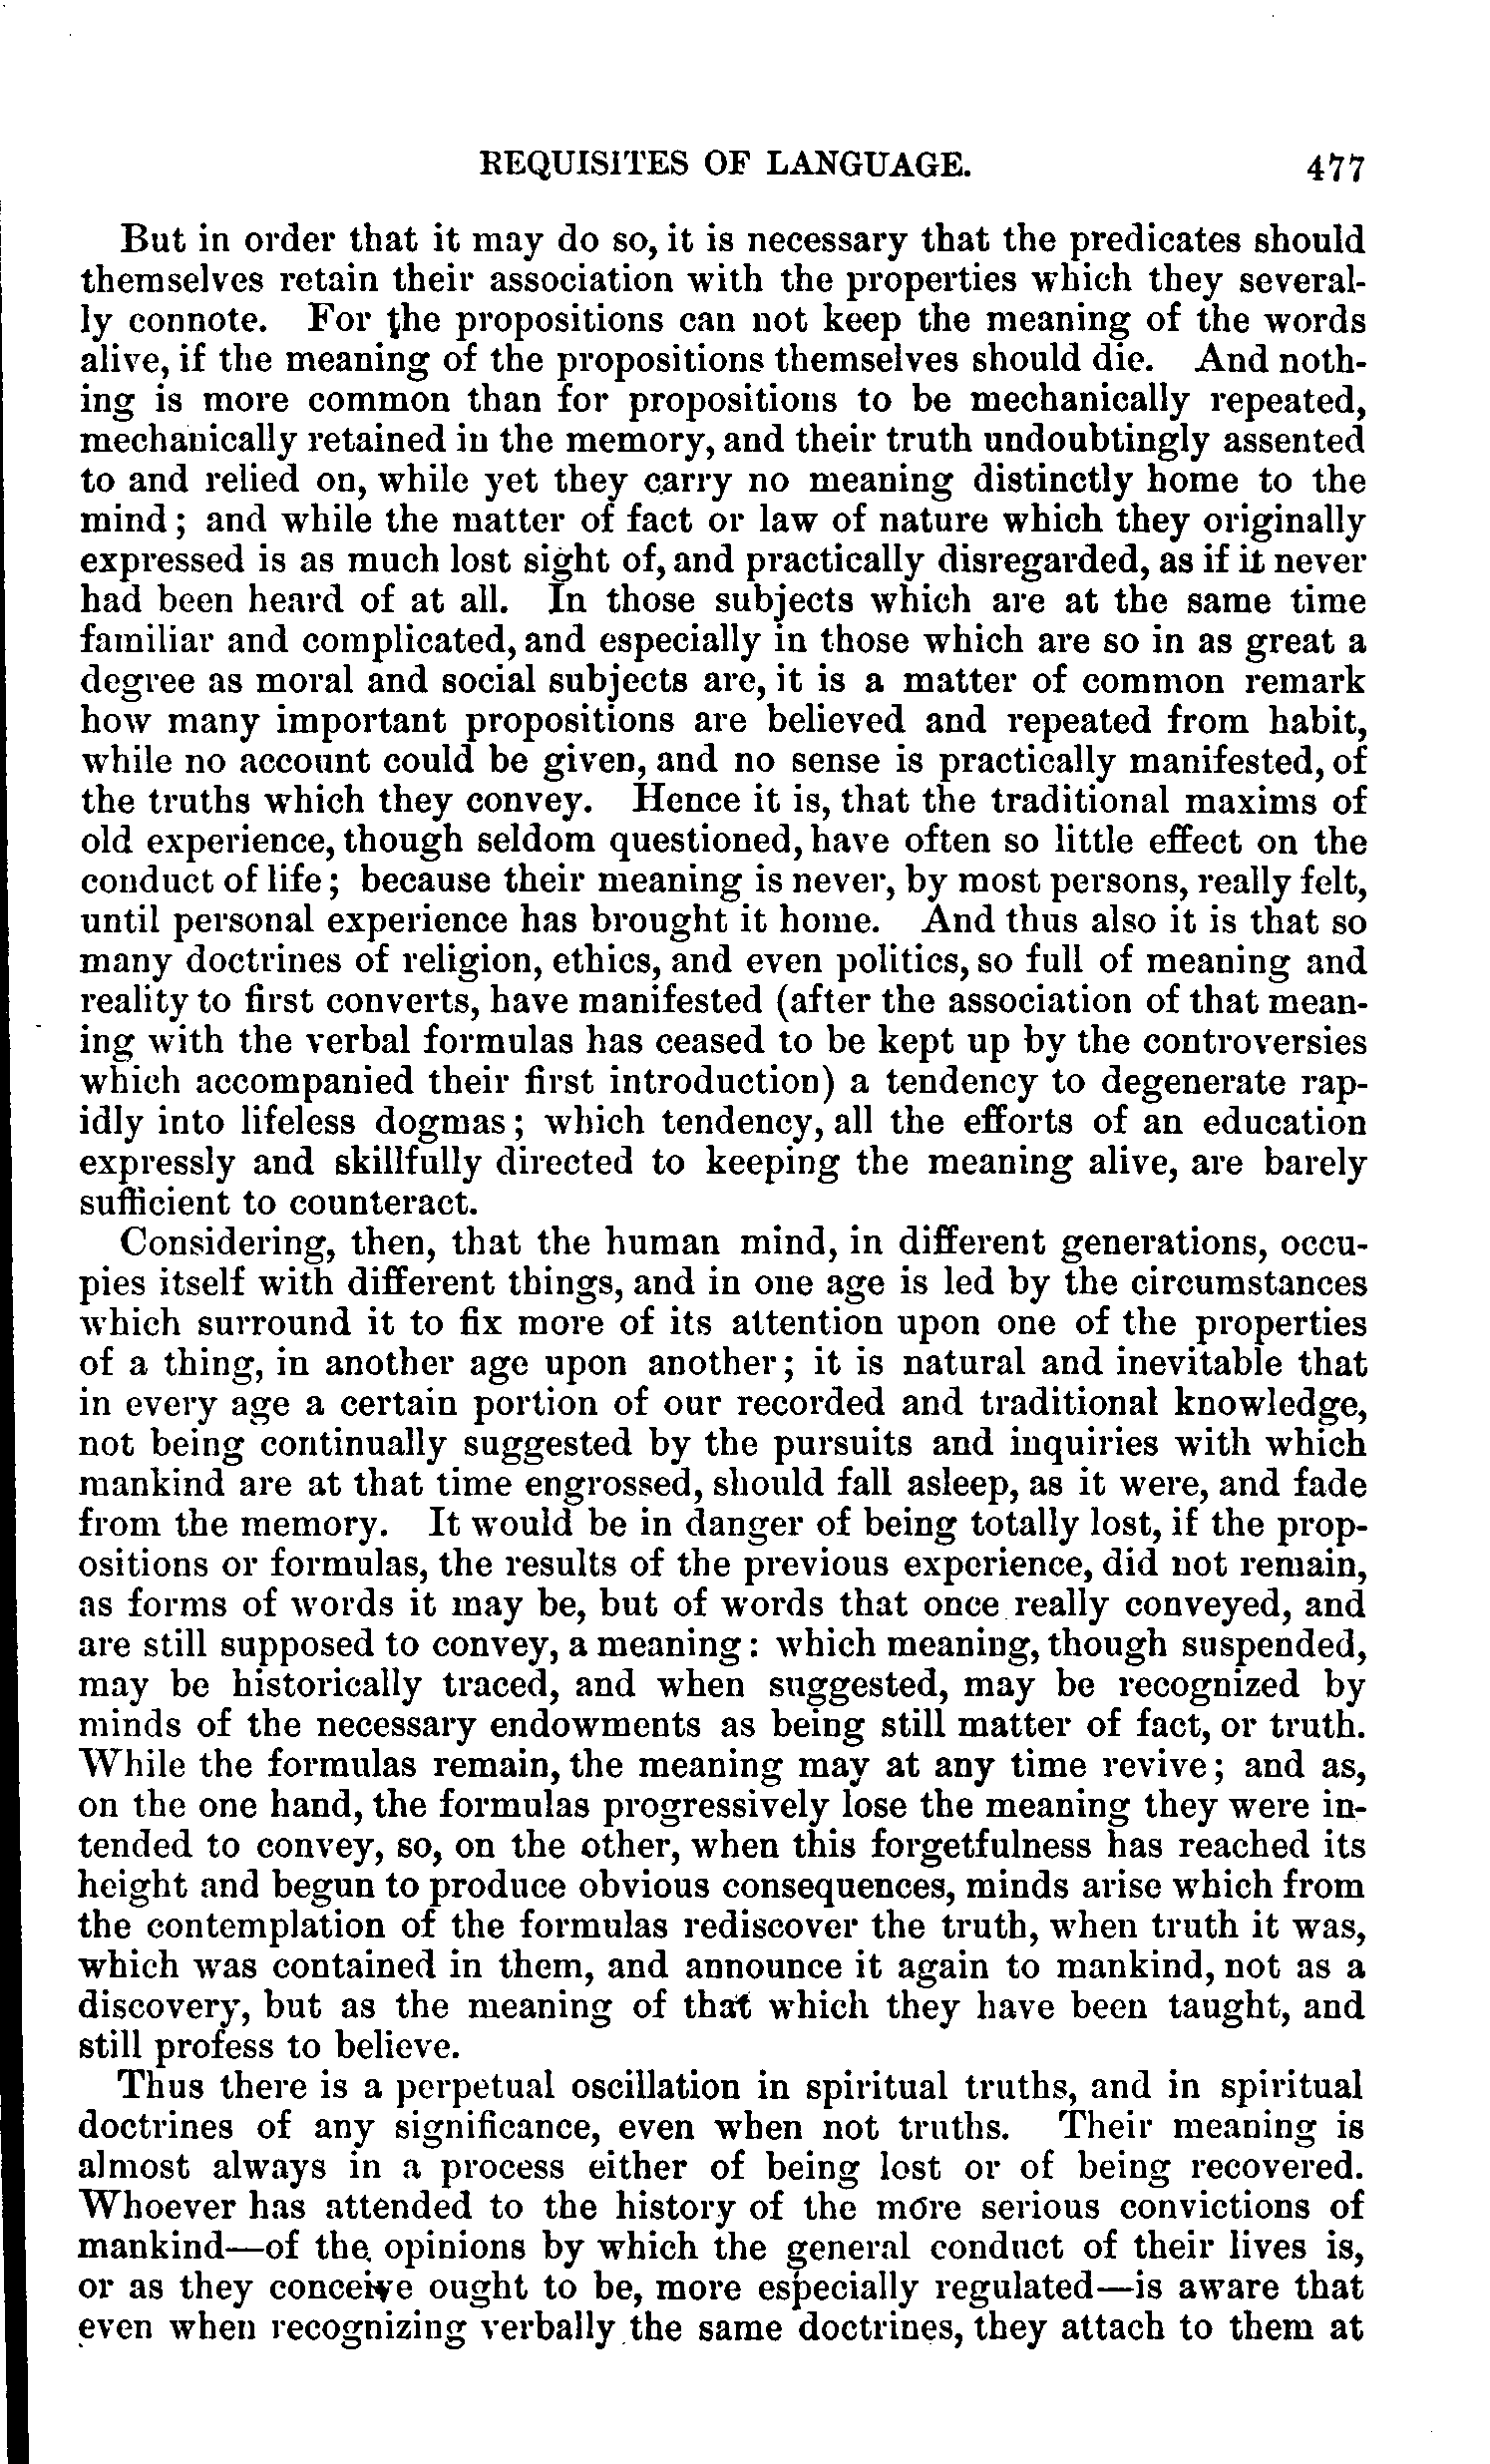 REQUISITES OF LANGUAGE. 477
But in order that it may do so, it is necessary that the predicates should
themselves retain their association with the properties which they several-
ly connote. For the propositions can not keep the meaning of the words
alive, if the meaning of the propositions themselves should die. And noth-
ing is more common than for propositions to be mechanically repeated,
mechanically retained in the memory, and their truth undoubtingly assented
to and relied on, while yet they carry no meaning distinctly home to the
mind; and while the matter of fact or law of nature which they originally
expressed is as much lost sight of, and practically disregarded, as if it never
had been heard of at all. In those subjects which are at the same time
familiar and complicated, and especially in those which are so in as great a
degree as moral and social subjects are, it is a matter of common remark
how many important propositions are believed and repeated from habit,
while no account could be given, and no sense is practically manifested, of
the truths which they convey. Hence it is, that the traditional maxims of
old experience, though seldom questioned, have often so little effect on the
conduct of life; because their meaning is never, by most persons, really felt,
until personal experience has brought it home. And thus also it is that so
many doctrines of religion, ethics, and even politics, so full of meaning and
reality to first converts, have manifested (after the association of that mean-
ing with the verbal formulas has ceased to be kept up by the controversies
which accompanied their first introduction) a tendency to degenerate rap-
idly into lifeless dogmas; which tendency, all the efforts of an education
expressly and skillfully directed to keeping the meaning alive, are barely
sufficient to counteract.
Considering, then, that the human mind, in different generations, occu-
pies itself with different things, and in one age is led by the circumstances
which surround it to fix more of its attention upon one of the properties
of a thing, in another age upon another; it is natural and inevitable that
in every age a certain portion of our recorded and traditional knowledge,
not being continually suggested by the pursuits and inquiries with which
mankind are at that time engrossed, should fall asleep, as it were, and fade
from the memory. It would be in danger of being totally lost, if the prop-
ositions or formulas, the results of the previous experience, did not remain,
as forms of words it may be, but of words that once really conveyed, and
are still supposed to convey, a meaning: which meaning, though suspended,
may be historically traced, and when suggested, may be recognized by
minds of the necessary endowments as being still matter of fact, or truth.
While the formulas remain, the meaning may at any time revive; and as,
on the one hand, the formulas progressively lose the meaning they were in-
tended to convey, so, on the other, when this forgetfulness has reached its
height and begun to produce obvious consequences, minds arise which from
the contemplation of the formulas rediscover the truth, when truth it was,
which was contained in them, and announce it again to mankind, not as a
discovery, but as the meaning of that which they have been taught, and
still profess to believe.
Thus there is a perpetual oscillation in spiritual truths, and in spiritual
doctrines of any significance, even when not truths. Their meaning is
almost always in a process either of being lost or of being recovered.
Whoever has attended to the history of the more serious convictions of
mankind—of the opinions by which the general conduct of their lives is,
or as they conceive ought to be, more especially regulated—is aware that
even when recognizing verbally the same doctrines, they attach to them at